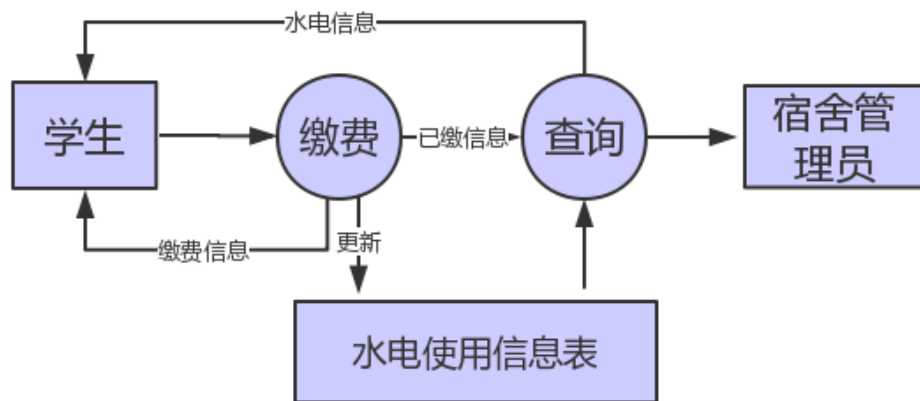 水电信息
学生
缴费
已缴信息
查询
宿舍管
理员
缴费信息
更新
水电使用信息表